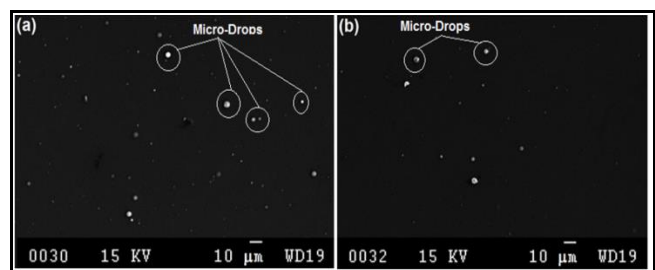 (a)
Micro-Drops
0030 15 KV 10 µm WD19
(b)
Micro-Drops
0032 15 KV 10 µm WD19